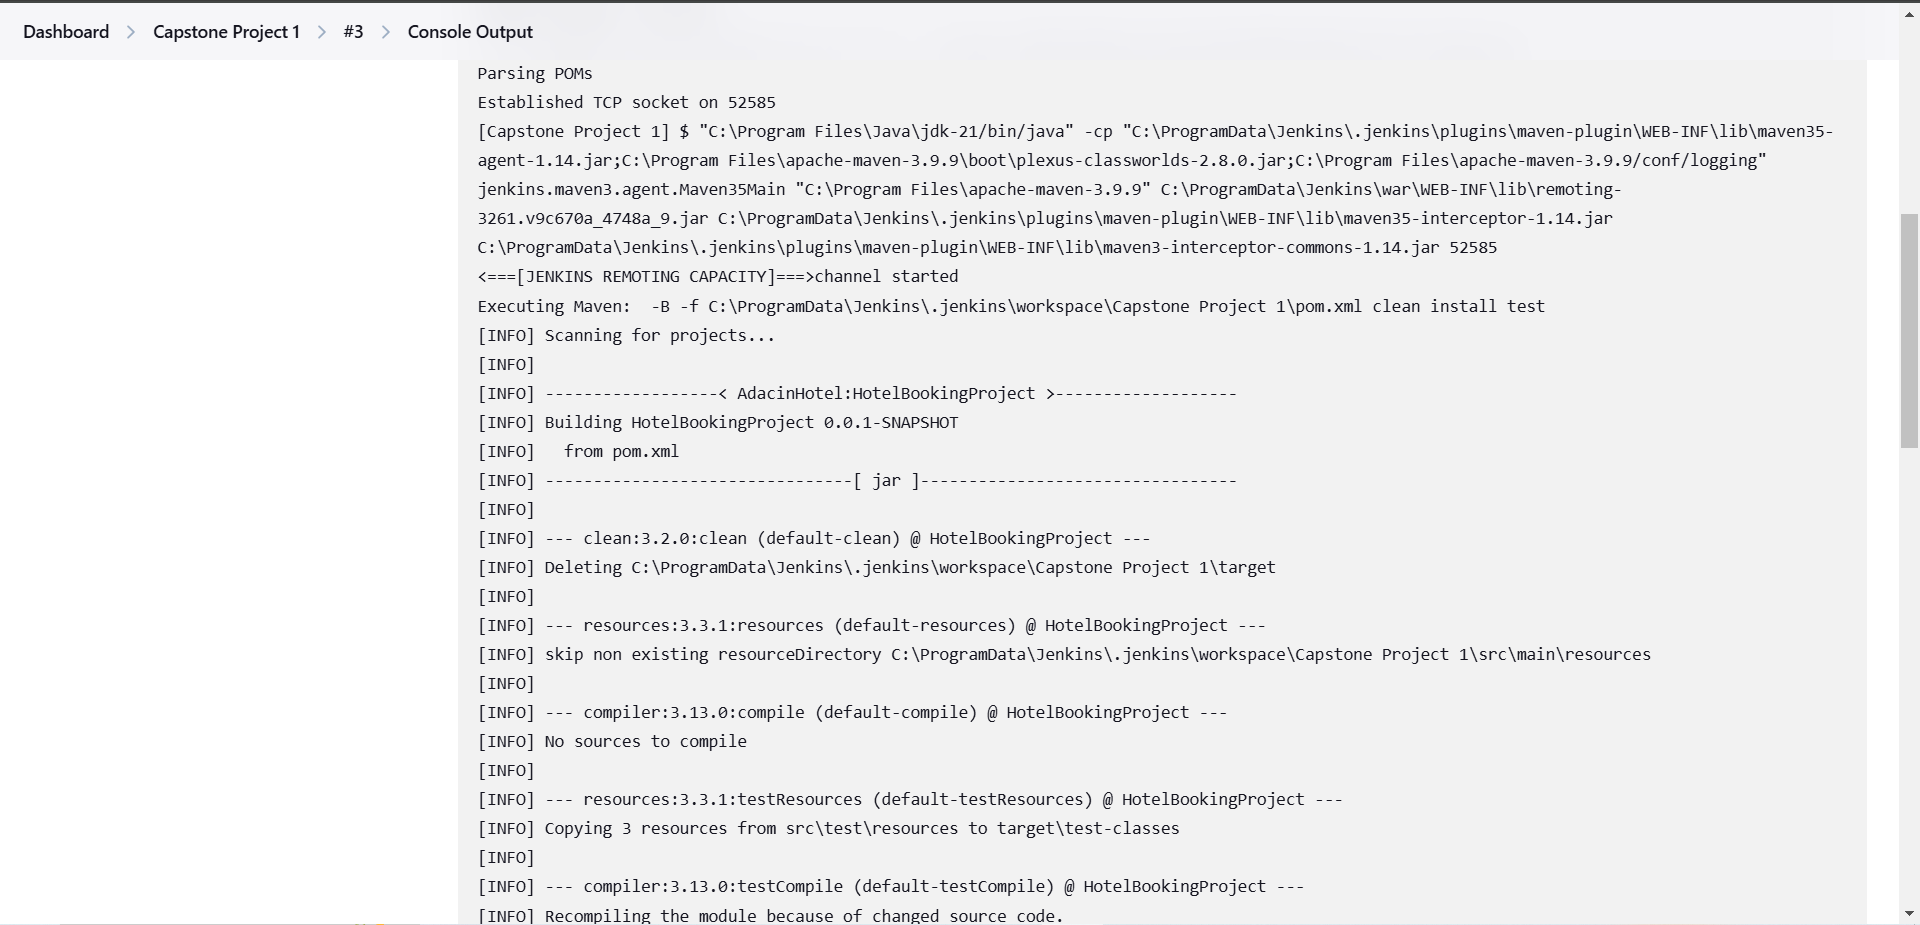 Dashboard > Capstone Project 1 > #3 > Console Output
Parsing POMs
Established TCP socket on 52585
[Capstone Project 1] $ "C:\Program Files\Java\jdk-21/bin/java" -cp "C:\ProgramData\Jenkins\.jenkins\plugins\maven-plugin\WEB-INF\lib\maven35-
agent-1.14.jar;C:\Program Files\apache-maven-3.9.9\boot\plexus-classworlds-2.8.0.jar;C:\Program Files\apache-maven-3.9.9/conf/logging"
jenkins.maven3.agent.Maven35Main "C:\Program Files\apache-maven-3.9.9" C:\ProgramData\Jenkins\war\WEB-INF\lib\remoting-
3261.v9c670a_4748a_9.jar C:\ProgramData\Jenkins\.jenkins\plugins\maven-plugin\WEB-INF\lib\maven35-interceptor-1.14.jar
C:\ProgramData\Jenkins\.jenkins\plugins\maven-plugin\WEB-INF\lib\maven3-interceptor-commons-1.14.jar 52585
<===[JENKINS REMOTING CAPACITY]===>channel started
Executing Maven:  -B -f C:\ProgramData\Jenkins\.jenkins\workspace\Capstone Project 1\pom.xml clean install test
[INFO] Scanning for projects...
[INFO]
[INFO] ------------------< AdacinHotel:HotelBookingProject >-------------------
[INFO] Building HotelBookingProject 0.0.1-SNAPSHOT
[INFO]   from pom.xml
[INFO] --------------------------------[ jar ]---------------------------------
[INFO]
[INFO] --- clean:3.2.0:clean (default-clean) @ HotelBookingProject ---
[INFO] Deleting C:\ProgramData\Jenkins\.jenkins\workspace\Capstone Project 1\target
[INFO]
[INFO] --- resources:3.3.1:resources (default-resources) @ HotelBookingProject ---
[INFO] skip non existing resourceDirectory C:\ProgramData\Jenkins\.jenkins\workspace\Capstone Project 1\src\main\resources
[INFO]
[INFO] --- compiler:3.13.0:compile (default-compile) @ HotelBookingProject ---
[INFO] No sources to compile
[INFO]
[INFO] --- resources:3.3.1:testResources (default-testResources) @ HotelBookingProject ---
[INFO] Copying 3 resources from src\test\resources to target\test-classes
[INFO]
[INFO] --- compiler:3.13.0:testCompile (default-testCompile) @ HotelBookingProject ---
[INFO] Recompiling the module because of changed source code.